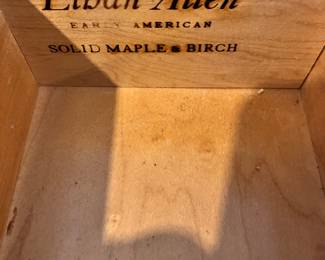 Ethan Allen
EARLY AMERICAN
SOLID MAPLE & BIRCH